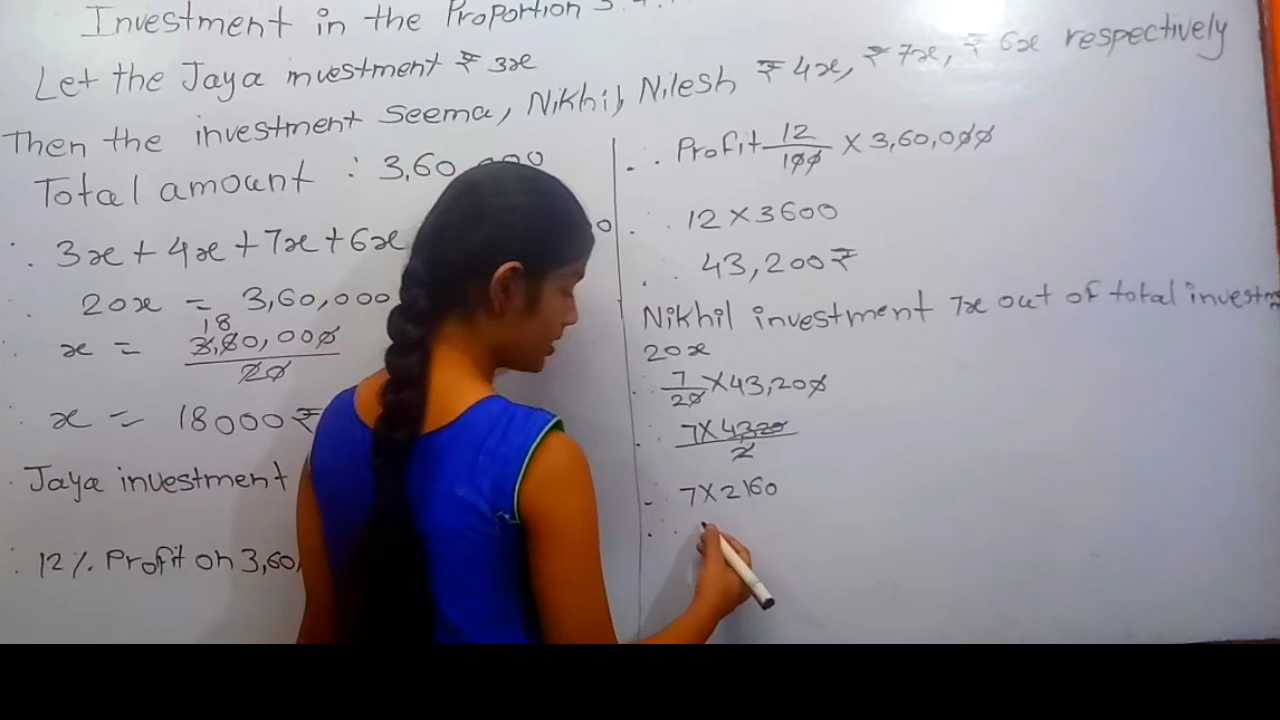 Investment in the Proportion 3
Let the Jaya investment ₹ 3x
Then the investment Seema, Nikhil, Nilesh ₹ 4x, ₹ 7x, ₹ 6x respectively
Total amount : 3,60
∴ 3x + 4x + 7x + 6x
20x = 3,60,000
18
∴ x = 3,60,000
20
∴ x = 18000₹
Jaya investment
∴ 12% Profit on 3,60,
∴ Profit 12/100 × 3,60,000
∴ 12 × 3600
∴ 43,200₹
Nikhil investment 7x out of total
20x
∴ 7/20 × 43,200
∴ 7 × 4320
2
∴ 7 × 2160